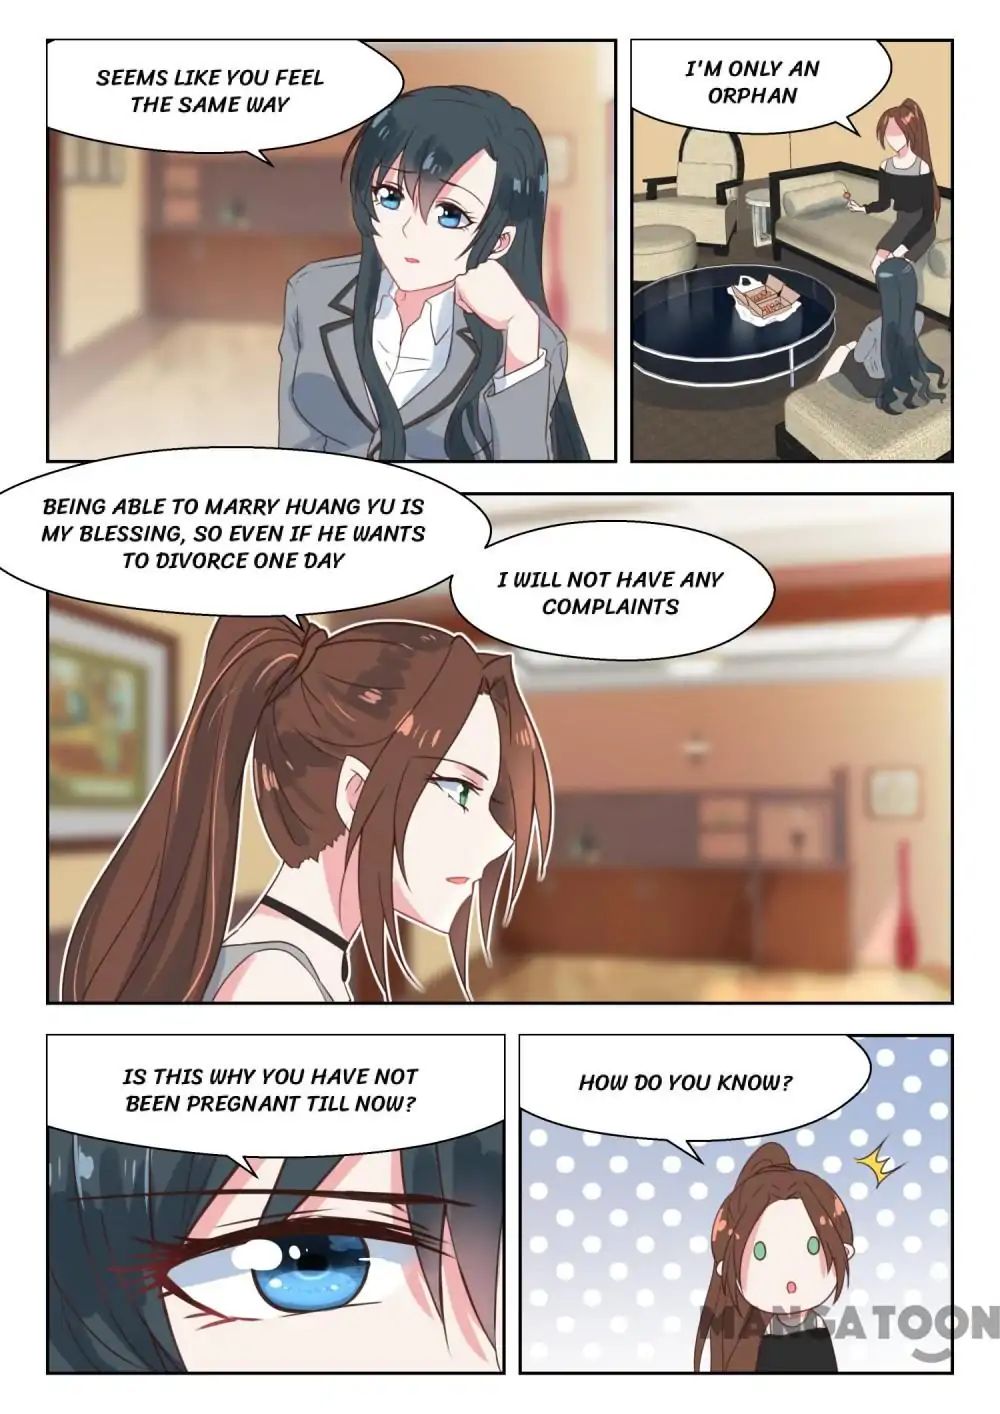 SEEMS LIKE YOU FEEL
THE SAME WAY
I'M ONLY AN
ORPHAN
BEING ABLE TO MARRY HUANG YU IS
MY BLESSING, SO EVEN IF HE WANTS
TO DIVORCE ONE DAY
I WILL NOT HAVE ANY
COMPLAINTS
IS THIS WHY YOU HAVE NOT
BEEN PREGNANT TILL NOW?
HOW DO YOU KNOW?
MANGATOON